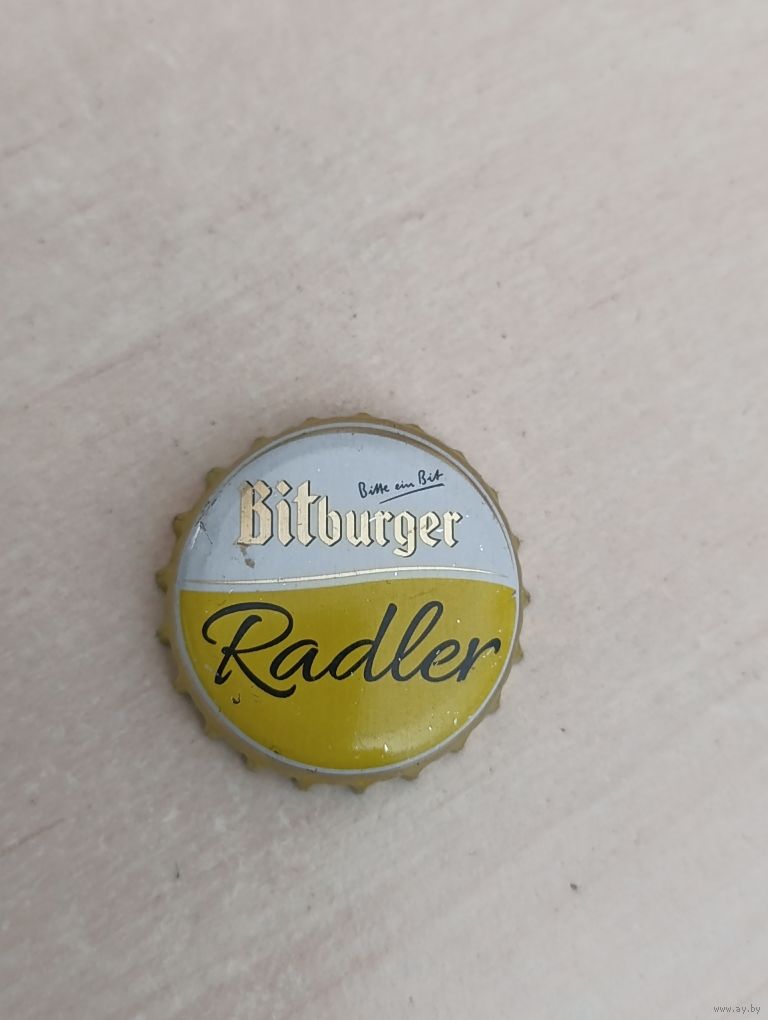 Bitte ein Bit
Bitburger
Radler
www.ay.by